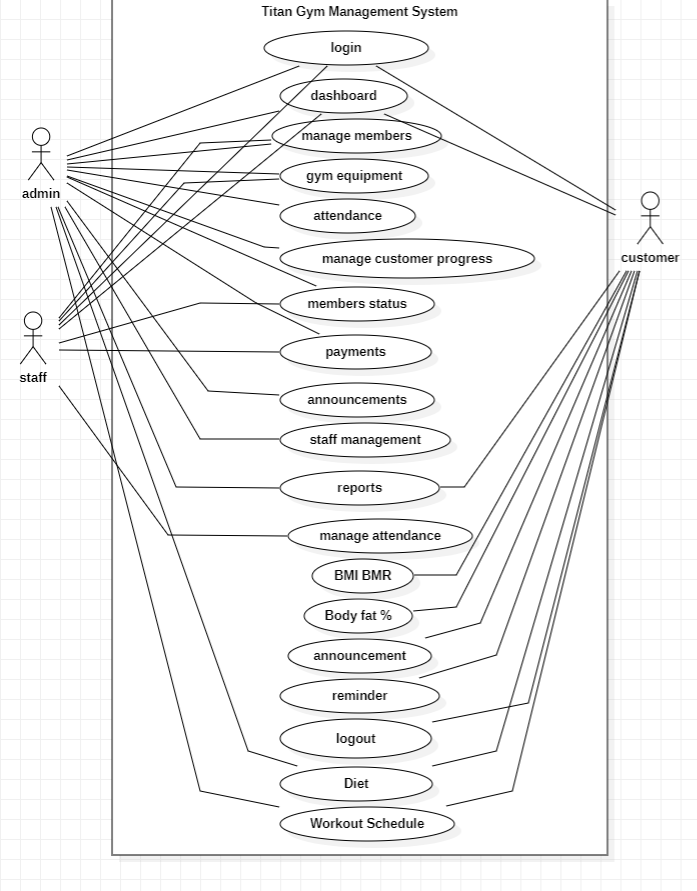 Titan Gym Management System
login
dashboard
manage members
gym equipment
admin
attendance
customer
manage customer progress
members status
payments
staff
announcements
staff management
reports
manage attendance
BMI BMR
Body fat %
announcement
reminder
logout
Diet
Workout Schedule